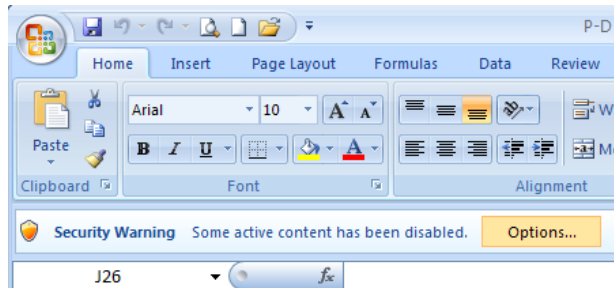 P-D
Home Insert Page Layout Formulas Data Review
Paste
Arial 10 A A W
B I U A M
Clipboard Font Alignment
Security Warning Some active content has been disabled. Options...
J26 fx